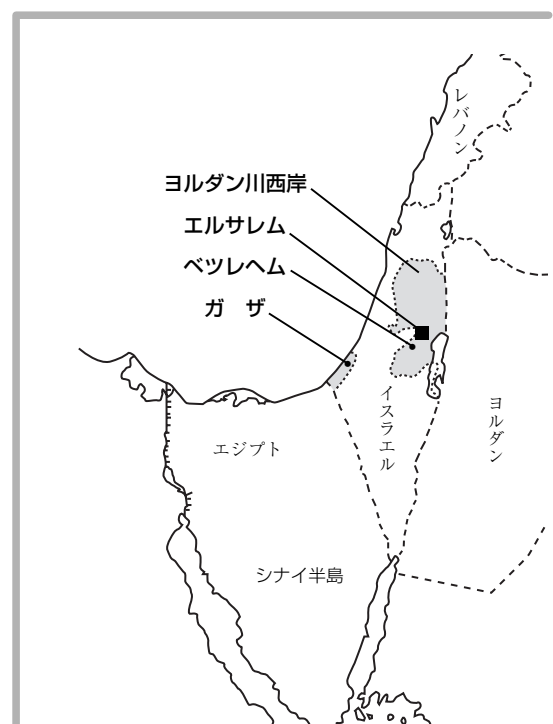 レバノン
ヨルダン川西岸
エルサレム
ベツレヘム
ガ ザ
イスラエル
ヨルダン
エジプト
シナイ半島